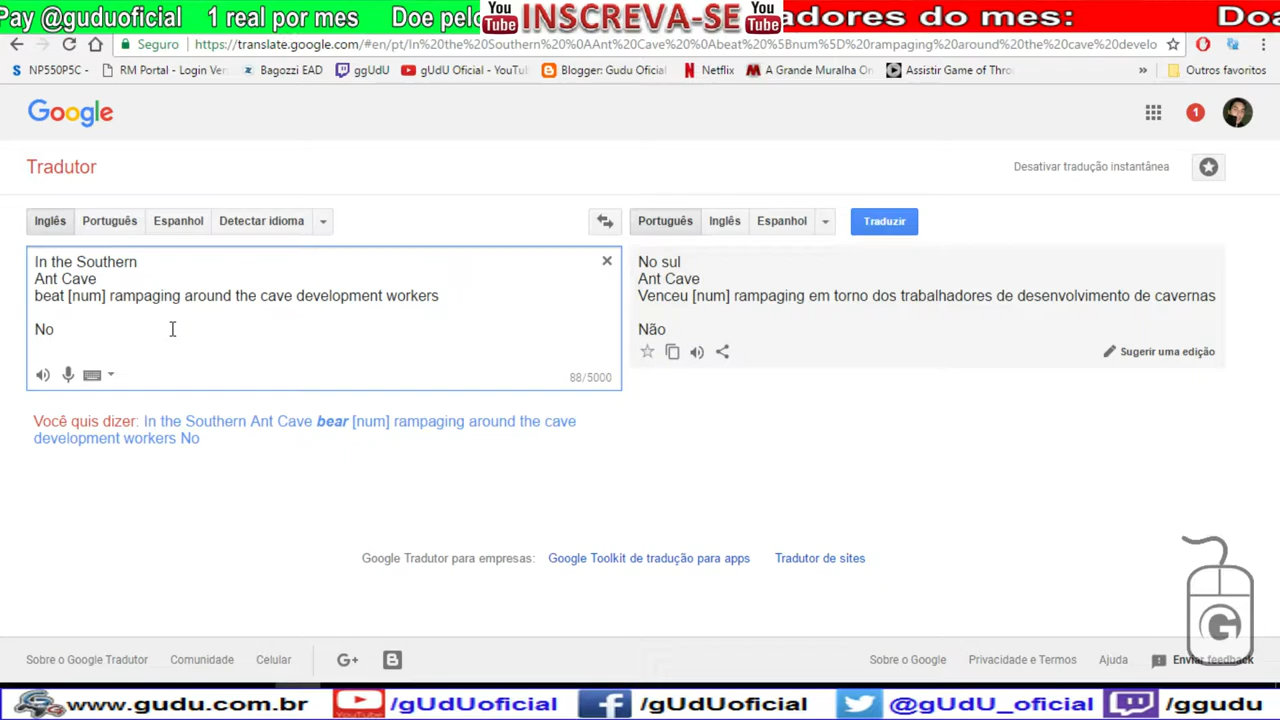 Pay @guduoficial 1 real por mes Doe pelo You Tube INSCREVA-SE You Tube adores do mes: Doa
Seguro https://translate.google.com/#en/pt/In%20the%20Southern%20%0AAnt%20Cave%20%0Abeat%20%5Bnum%5D%20rampaging%20around%20the%20cave%20develo
NP550P5C - RM Portal - Login Ver Bagozzi EAD ggUdU gUdU Oficial - YouTu Blogger: Gudu Oficial Netflix A Grande Muralha On Assistir Game of Thro » Outros favoritos
Google 1
Tradutor Desativar tradução instantânea
Inglês Português Espanhol Detectar idioma Português Inglês Espanhol Traduzir
In the Southern
Ant Cave
beat [num] rampaging around the cave development workers
No
88/5000
No sul
Ant Cave
Venceu [num] rampaging em torno dos trabalhadores de desenvolvimento de cavernas
Não
Sugerir uma edição
Você quis dizer: In the Southern Ant Cave bear [num] rampaging around the cave
development workers No
Google Tradutor para empresas: Google Toolkit de tradução para apps Tradutor de sites
G
Sobre o Google Tradutor Comunidade Celular G+ B Sobre o Google Privacidade e Termos Ajuda Enviar feedback
www.gudu.com.br YouTube /gUdUoficial f /gUdUoficial @gUdU_oficial /ggudu